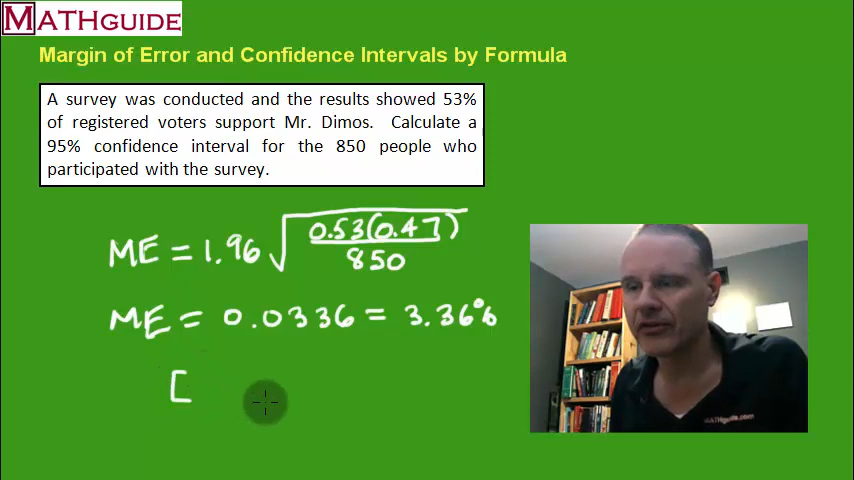 MATHGUIDE
Margin of Error and Confidence Intervals by Formula
A survey was conducted and the results showed 53%
of registered voters support Mr. Dimos. Calculate a
95% confidence interval for the 850 people who
participated with the survey.
ME = 1.96 √(0.53(0.47)/850)
ME = 0.0336 = 3.36%
[
MATHguide.com